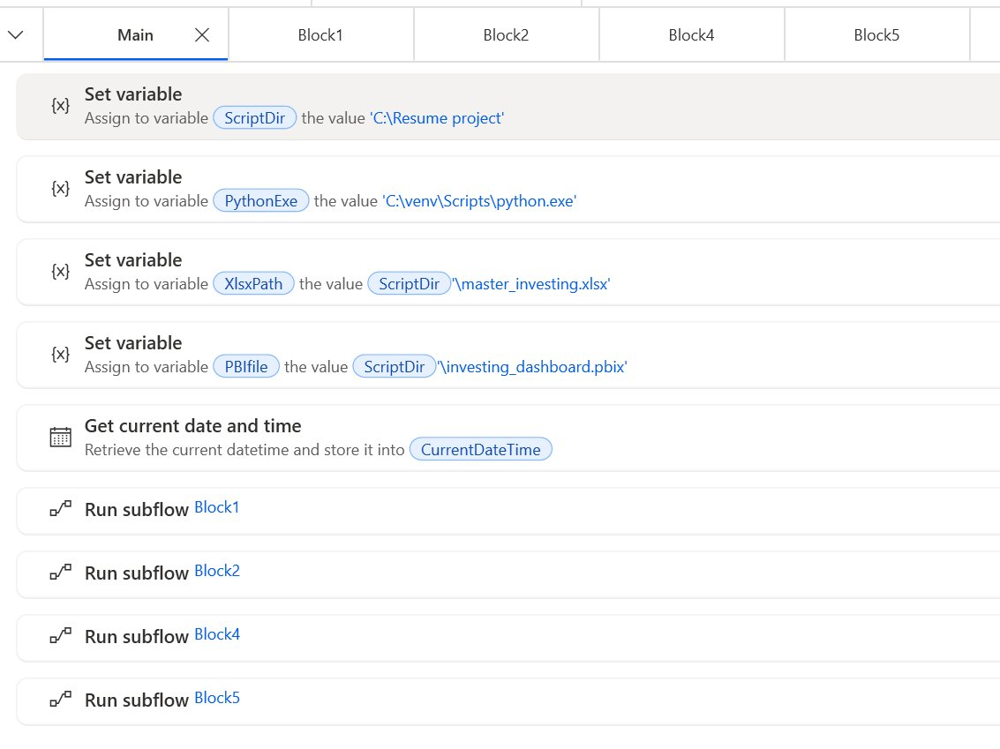 Main Block1 Block2 Block4 Block5
{x} Set variable
Assign to variable ScriptDir the value 'C:\Resume project'
{x} Set variable
Assign to variable PythonExe the value 'C:\venv\Scripts\python.exe'
{x} Set variable
Assign to variable XlsxPath the value ScriptDir'\master_investing.xlsx'
{x} Set variable
Assign to variable PBIfile the value ScriptDir'\investing_dashboard.pbix'
Get current date and time
Retrieve the current datetime and store it into CurrentDateTime
Run subflow Block1
Run subflow Block2
Run subflow Block4
Run subflow Block5